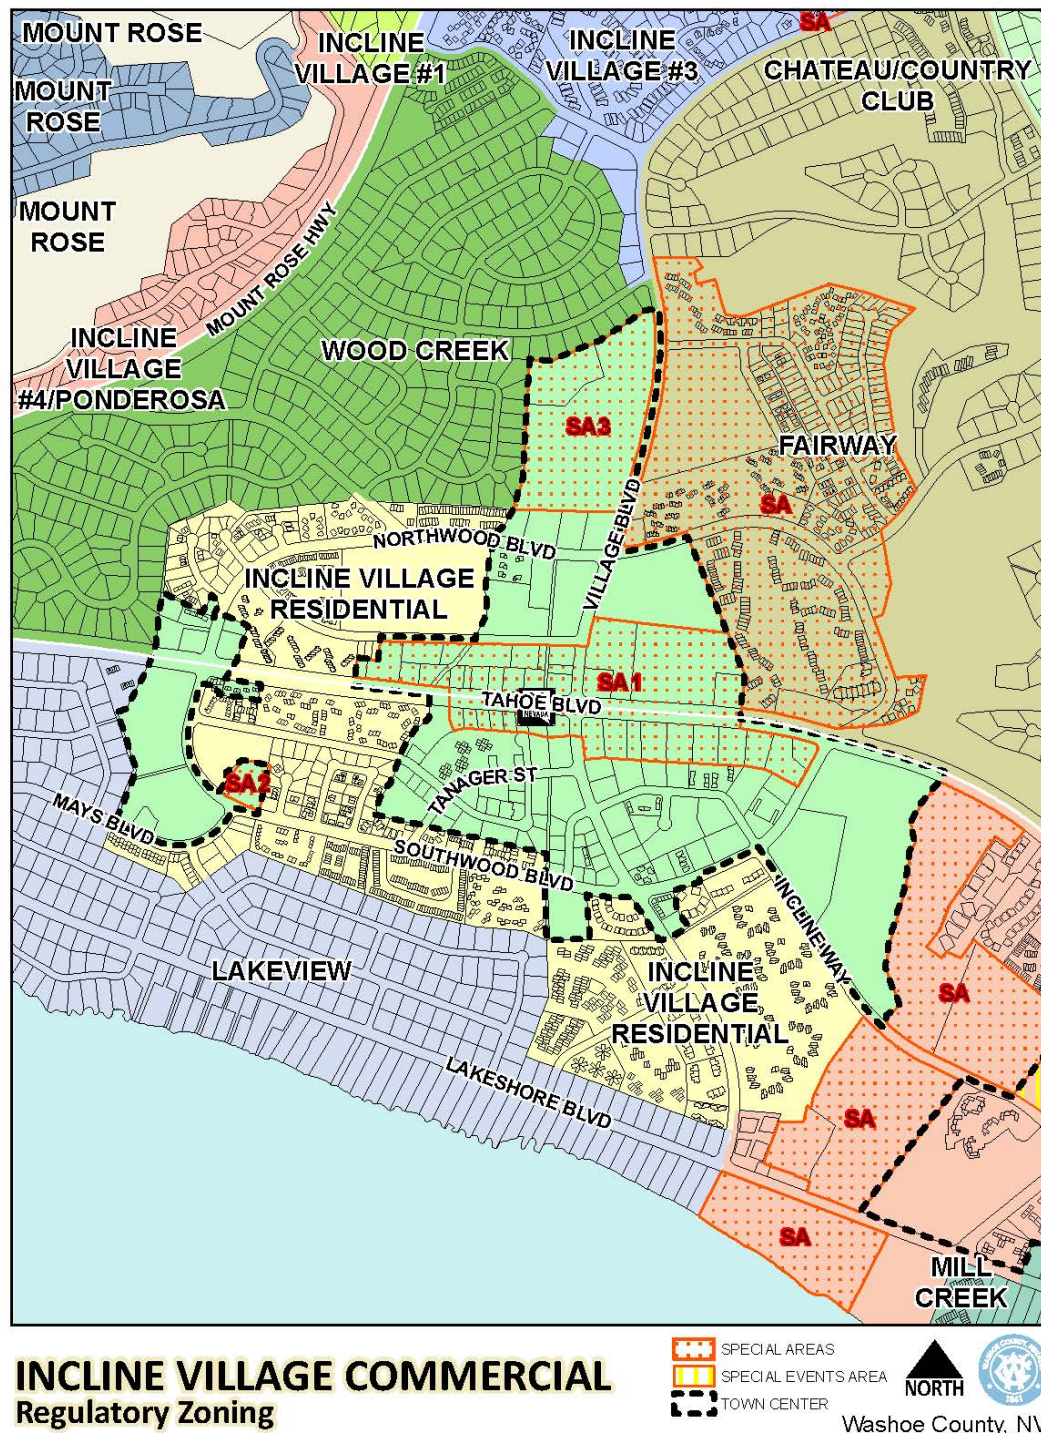 MOUNT ROSE
INCLINE
VILLAGE #1
INCLINE
VILLAGE #3
SA
CHATEAU/COUNTRY
CLUB
MOUNT
ROSE
MOUNT
ROSE
MOUNT ROSE HWY
INCLINE
VILLAGE
#4/PONDEROSA
WOOD CREEK
SA3
FAIRWAY
SA
VILLAGE BLVD
NORTHWOOD BLVD
INCLINE VILLAGE
RESIDENTIAL
SA1
TAHOE BLVD
NEVADA
SA2
TANAGER ST
MAYS BLVD
SOUTHWOOD BLVD
INCLINE WAY
LAKEVIEW
INCLINE
VILLAGE
RESIDENTIAL
SA
LAKESHORE BLVD
SA
SA
MILL
CREEK
INCLINE VILLAGE COMMERCIAL
Regulatory Zoning
SPECIAL AREAS
SPECIAL EVENTS AREA
TOWN CENTER
NORTH
1861
Washoe County, NV